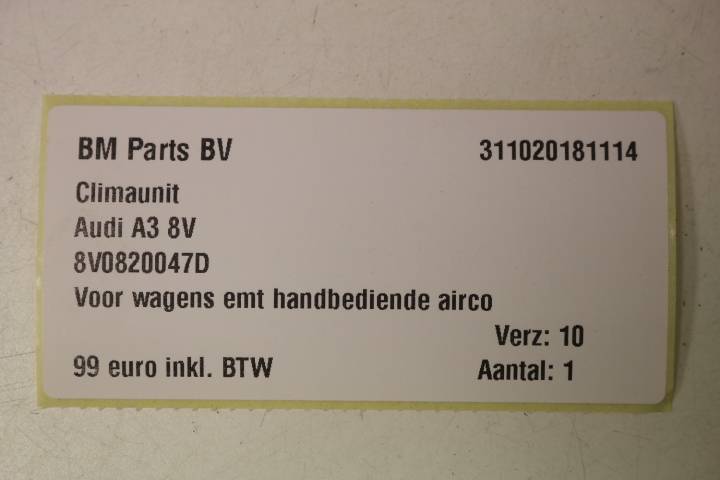 BM Parts BV 311020181114
Climaunit
Audi A3 8V
8V0820047D
Voor wagens emt handbediende airco
Verz: 10
99 euro inkl. BTW Aantal: 1